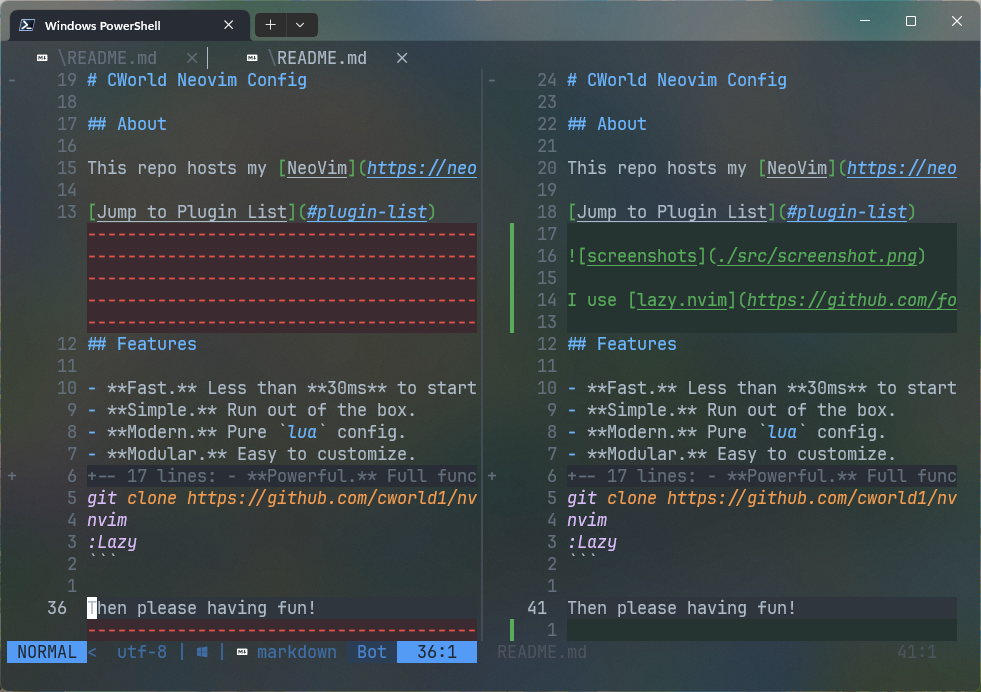 Windows PowerShell
\README.md
\README.md
- 19 # CWorld Neovim Config
18
17 ## About
16
15 This repo hosts my [NeoVim](https://neo
14
13 [Jump to Plugin List](#plugin-list)
---------------------------------------
---------------------------------------
---------------------------------------
---------------------------------------
---------------------------------------
12 ## Features
11
10 - **Fast.** Less than **30ms** to start
9 - **Simple.** Run out of the box.
8 - **Modern.** Pure `lua` config.
7 - **Modular.** Easy to customize.
+ 6 +-- 17 lines: - **Powerful.** Full func
5 git clone https://github.com/cworld1/nv
4 nvim
3 :Lazy
2 ```
1
36 Then please having fun!
---------------------------------------
NORMAL < utf-8 | | markdown Bot 36:1
- 24 # CWorld Neovim Config
23
22 ## About
21
20 This repo hosts my [NeoVim](https://neo
19
18 [Jump to Plugin List](#plugin-list)
17
16 ![screenshots](./src/screenshot.png)
15
14 I use [lazy.nvim](https://github.com/fo
13
12 ## Features
11
10 - **Fast.** Less than **30ms** to start
9 - **Simple.** Run out of the box.
8 - **Modern.** Pure `lua` config.
7 - **Modular.** Easy to customize.
+ 6 +-- 17 lines: - **Powerful.** Full func
5 git clone https://github.com/cworld1/nv
4 nvim
3 :Lazy
2 ```
1
41 Then please having fun!
1
README.md 41:1